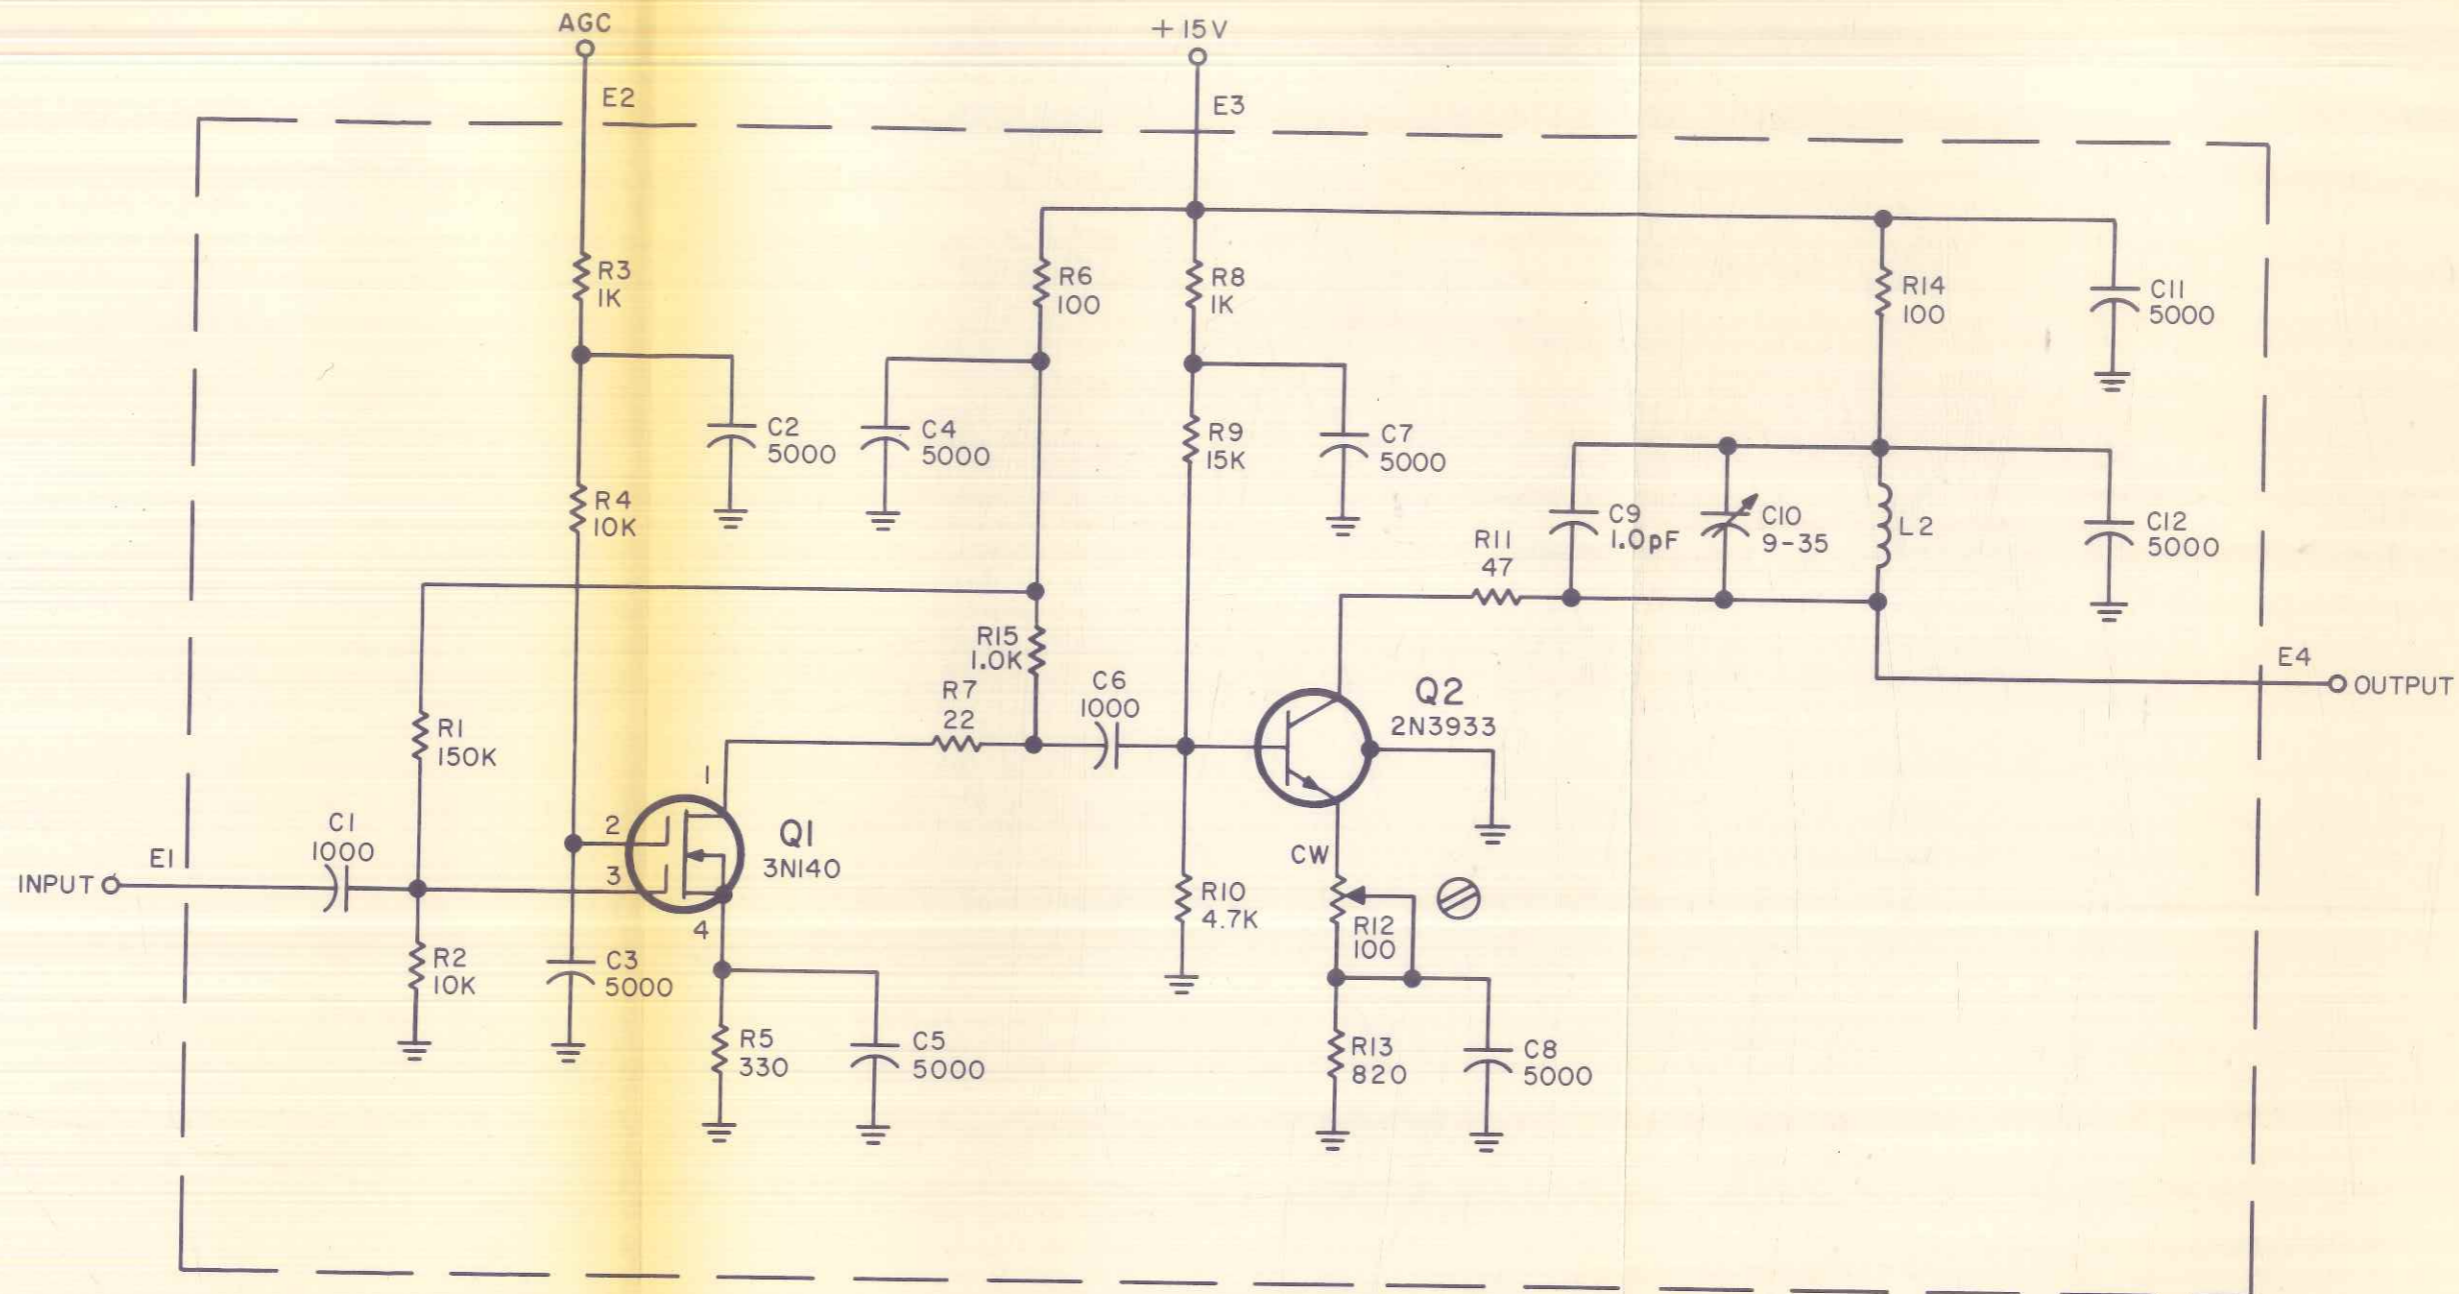 AGC
+15V
E2
E3
R3
1K
R6
100
R8
1K
R14
100
C11
5000
C2
5000
C4
5000
R9
15K
C7
5000
R4
10K
C9
1.0pF
C10
9-35
L2
C12
5000
R11
47
R15
1.0K
R7
22
C6
1000
Q2
2N3933
E4
OUTPUT
R1
150K
1
C1
1000
2
Q1
3N140
E1
INPUT
3
CW
R10
4.7K
R12
100
4
R2
10K
C3
5000
R5
330
C5
5000
R13
820
C8
5000